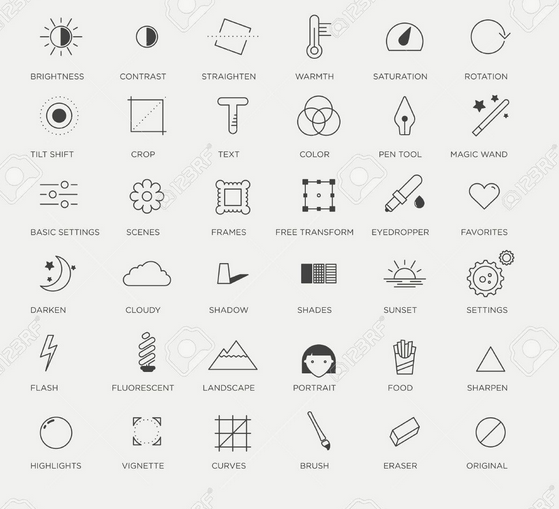 BRIGHTNESS CONTRAST STRAIGHTEN WARMTH SATURATION ROTATION
TILT SHIFT CROP TEXT COLOR PEN TOOL MAGIC WAND
BASIC SETTINGS SCENES FRAMES FREE TRANSFORM EYEDROPPER FAVORITES
DARKEN CLOUDY SHADOW SHADES SUNSET SETTINGS
FLASH FLUORESCENT LANDSCAPE PORTRAIT FOOD SHARPEN
HIGHLIGHTS VIGNETTE CURVES BRUSH ERASER ORIGINAL
123RF